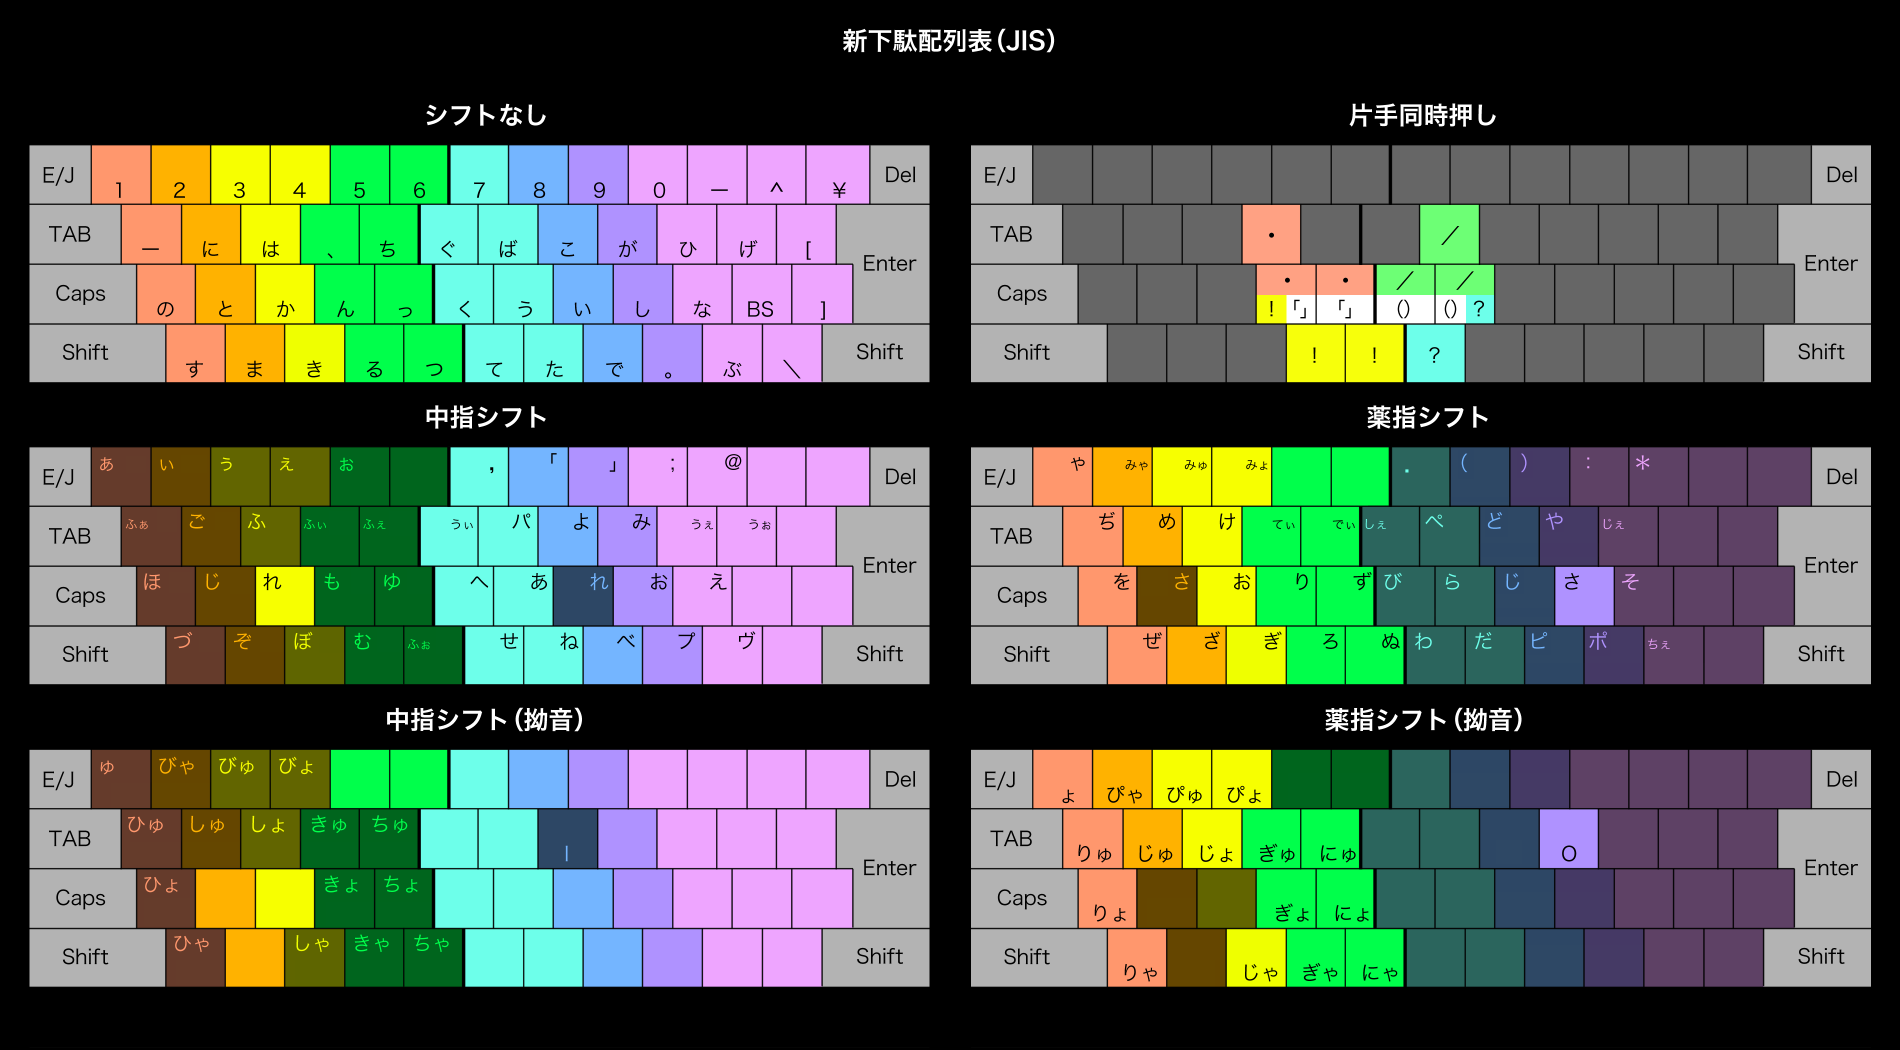 新下駄配列表（JIS）
シフトなし
E/J 1 2 3 4 5 6 7 8 9 0 ー ^ ¥ Del
TAB ー に は 、 ち ぐ ば こ が ひ げ [ Enter
Caps の と か ん っ く う い し な BS ]
Shift す ま き る つ て た で 。 ぶ ＼ Shift
片手同時押し
E/J Del
TAB ・ ／ Enter
Caps ・ ・ ／ ／
！ 「」 「」 （） （） ？
Shift ！ ！ ？ Shift
中指シフト
E/J ぁ ぃ ぅ ぇ ぉ , 「 」 ; @ Del
TAB ふぁ ご ふ ふぃ ふぇ うぃ パ よ み うぇ うぉ Enter
Caps ほ じ れ も ゆ へ あ れ お え
Shift づ ぞ ぼ む ふぉ せ ね べ プ ヴ Shift
薬指シフト
E/J ゃ みゃ みゅ みょ . （ ） : ＊ Del
TAB ぢ め け てぃ でぃ しぇ ぺ ど や じぇ Enter
Caps を さ お り ず び ら じ さ そ
Shift ぜ ざ ぎ ろ ぬ わ だ ピ ポ ちぇ Shift
中指シフト（拗音）
E/J ゅ びゃ びゅ びょ Del
TAB ひゅ しゅ しょ きゅ ちゅ | Enter
Caps ひょ きょ ちょ
Shift ひゃ しゃ きゃ ちゃ Shift
薬指シフト（拗音）
E/J ょ ぴゃ ぴゅ ぴょ Del
TAB りゅ じゅ じょ ぎゅ にゅ O Enter
Caps りょ ぎょ にょ
Shift りゃ じゃ ぎゃ にゃ Shift